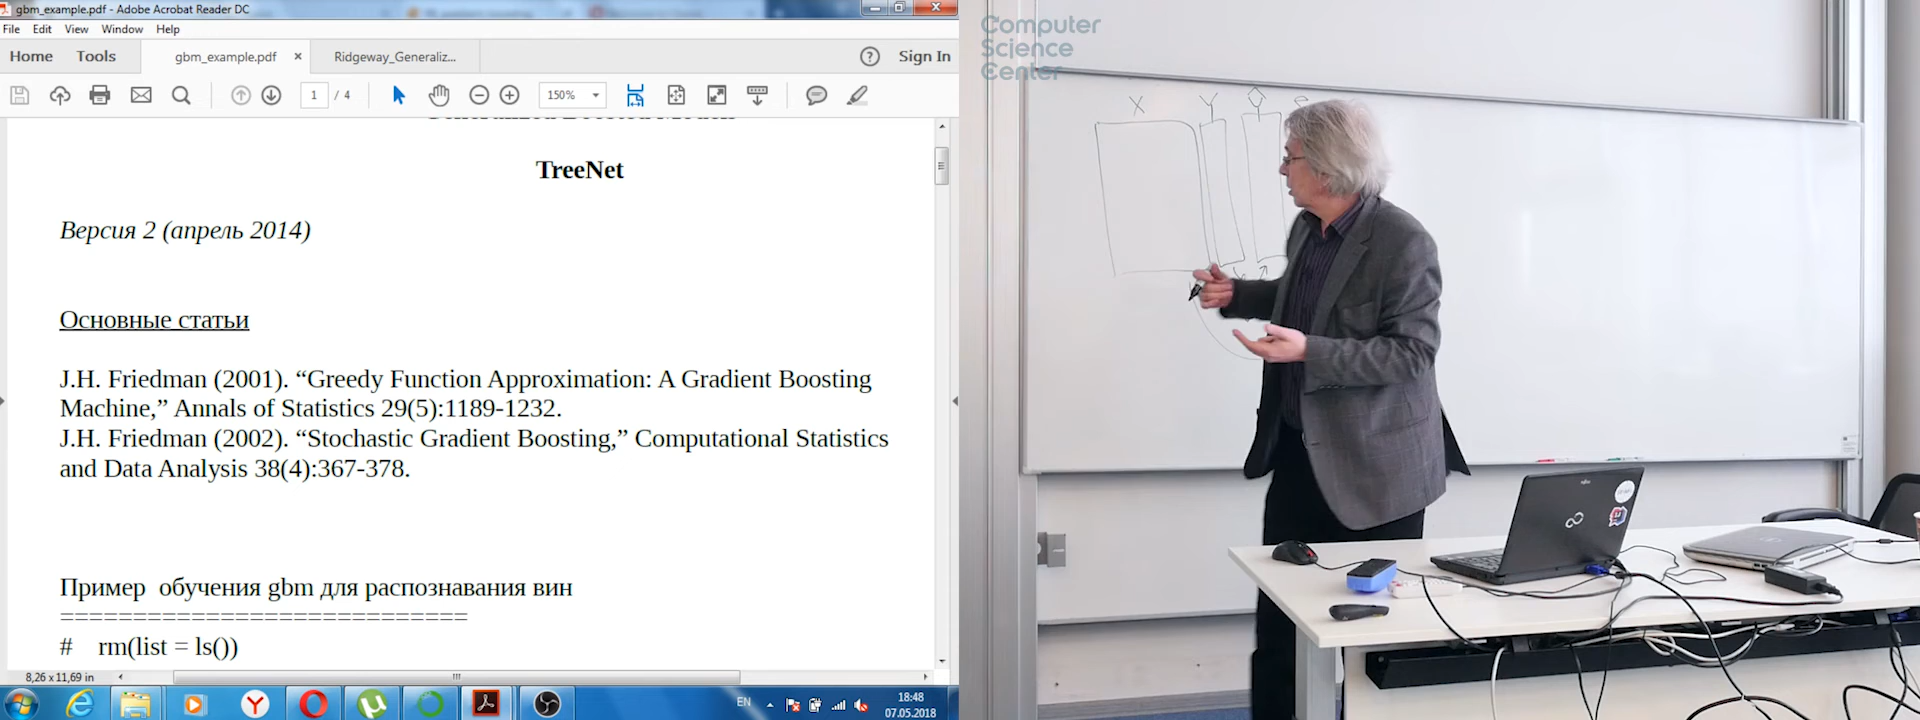 gbm_example.pdf - Adobe Acrobat Reader DC
File Edit View Window Help
Home Tools gbm_example.pdf × Ridgeway_Generaliz... Sign In
1 / 4 150%
TreeNet
Версия 2 (апрель 2014)
Основные статьи
J.H. Friedman (2001). “Greedy Function Approximation: A Gradient Boosting
Machine,” Annals of Statistics 29(5):1189-1232.
J.H. Friedman (2002). “Stochastic Gradient Boosting,” Computational Statistics
and Data Analysis 38(4):367-378.
Пример обучения gbm для распознавания вин
============================
# rm(list = ls())
8,26 x 11,69 in
EN
18:48
07.05.2018
Computer
Science
Center
X Y Ŷ